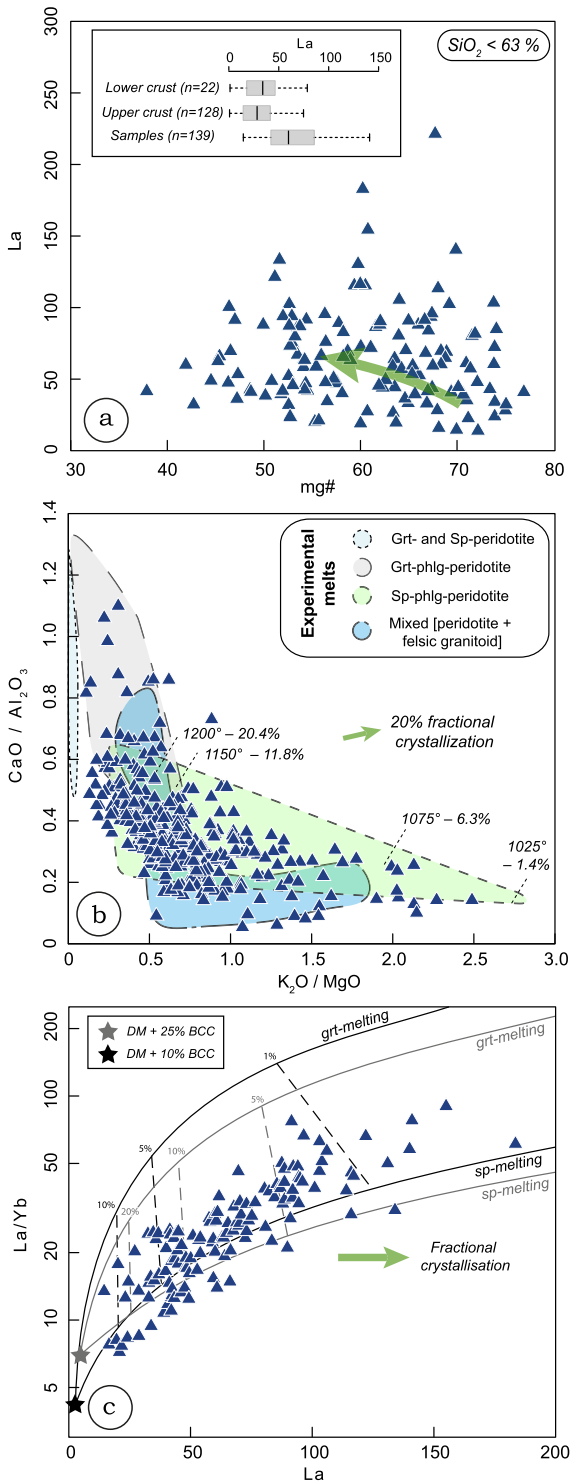 300
250
200
150
100
50
0
La
La
0
50
100
150
Lower crust (n=22)
Upper crust (n=128)
Samples (n=139)
SiO₂ < 63 %
a
30
40
50
60
70
80
mg#
1.4
1.2
1.0
0.8
0.6
0.4
0.2
0
CaO / Al₂O₃
Experimental
melts
Grt- and Sp-peridotite
Grt-phlg-peridotite
Sp-phlg-peridotite
Mixed [peridotite +
felsic granitoid]
1200° – 20.4%
1150° – 11.8%
20% fractional
crystallization
1075° – 6.3%
1025°
– 1.4%
b
0
0.5
1.0
1.5
2.0
2.5
3.0
K₂O / MgO
200
100
50
20
10
5
La/Yb
DM + 25% BCC
DM + 10% BCC
grt-melting
grt-melting
1%
5%
5%
10%
10%
20%
sp-melting
sp-melting
Fractional
crystallisation
c
0
50
100
150
200
La